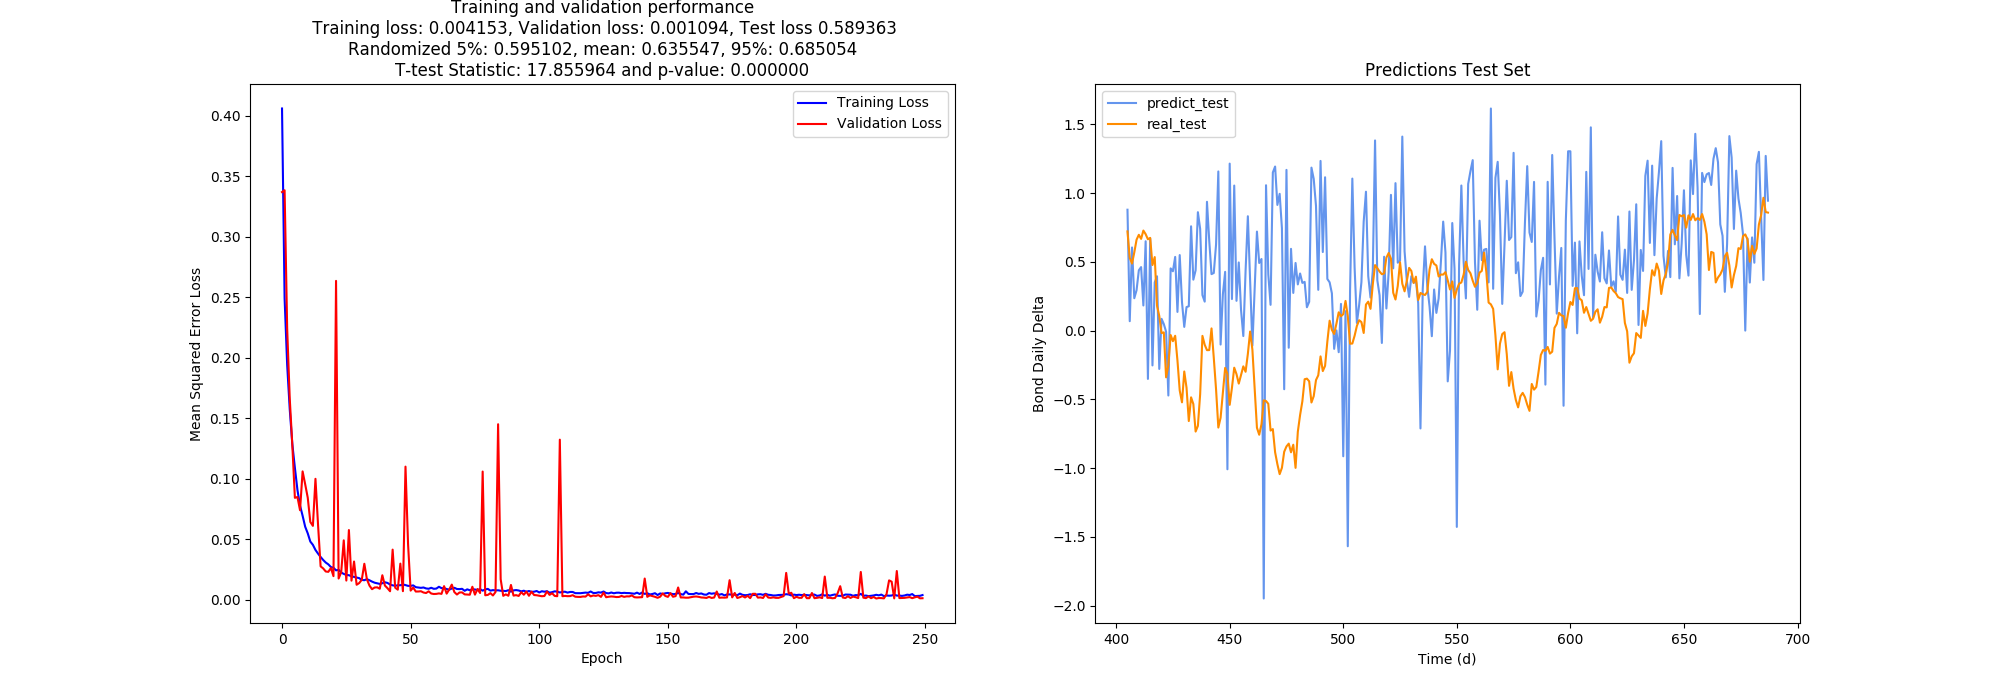 Training and validation performance
Training loss: 0.004153, Validation loss: 0.001094, Test loss 0.589363
Randomized 5%: 0.595102, mean: 0.635547, 95%: 0.685054
T-test Statistic: 17.855964 and p-value: 0.000000
Training Loss
Validation Loss
0.40
0.35
0.30
0.25
0.20
0.15
0.10
0.05
0.00
Mean Squared Error Loss
0
50
100
150
200
250
Epoch
Predictions Test Set
predict_test
real_test
1.5
1.0
0.5
0.0
−0.5
−1.0
−1.5
−2.0
Bond Daily Delta
400
450
500
550
600
650
700
Time (d)